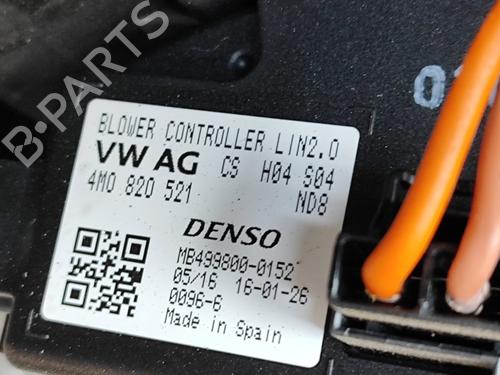 B-PARTS
BLOWER CONTROLLER LIN2.0
VW AG CS H04 S04
4M0 820 521 ND8
DENSO
MB499800-0152
05/16 16-01-26
0096-6
Made in Spain